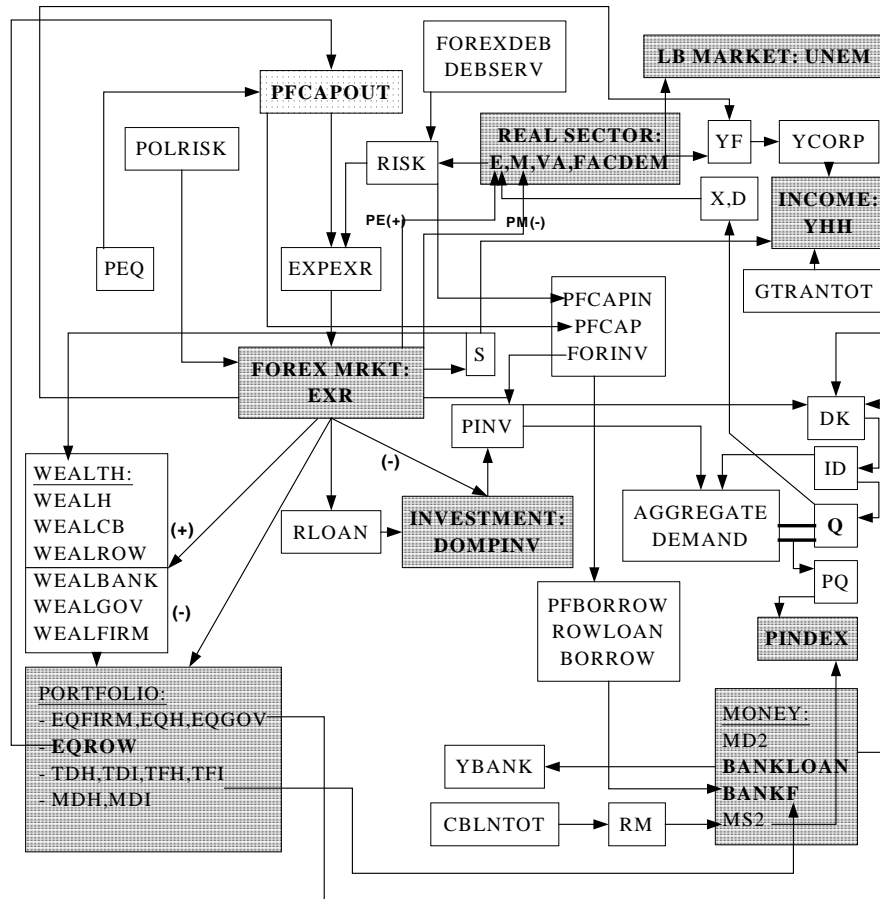 FOREXDEB
DEBSERV
LB MARKET: UNEM
PFCAPOUT
REAL SECTOR:
E,M,VA,FACDEM
YF
YCORP
POLRISK
RISK
X,D
INCOME:
YHH
PE(+)
PM(-)
PEQ
EXPEXR
GTRANTOT
PFCAPIN
PFCAP
FORINV
S
FOREX MRKT:
EXR
PINV
DK
(-)
ID
WEALTH:
WEALH
WEALCB
WEALROW
WEALBANK
WEALGOV
WEALFIRM
(+)
(-)
RLOAN
INVESTMENT:
DOMPINV
AGGREGATE
DEMAND
Q
PQ
PFBORROW
ROWLOAN
BORROW
PINDEX
PORTFOLIO:
- EQFIRM,EQH,EQGOV
- EQROW
- TDH,TDI,TFH,TFI
- MDH,MDI
MONEY:
MD2
BANKLOAN
BANKF
MS2
YBANK
CBLNTOT
RM